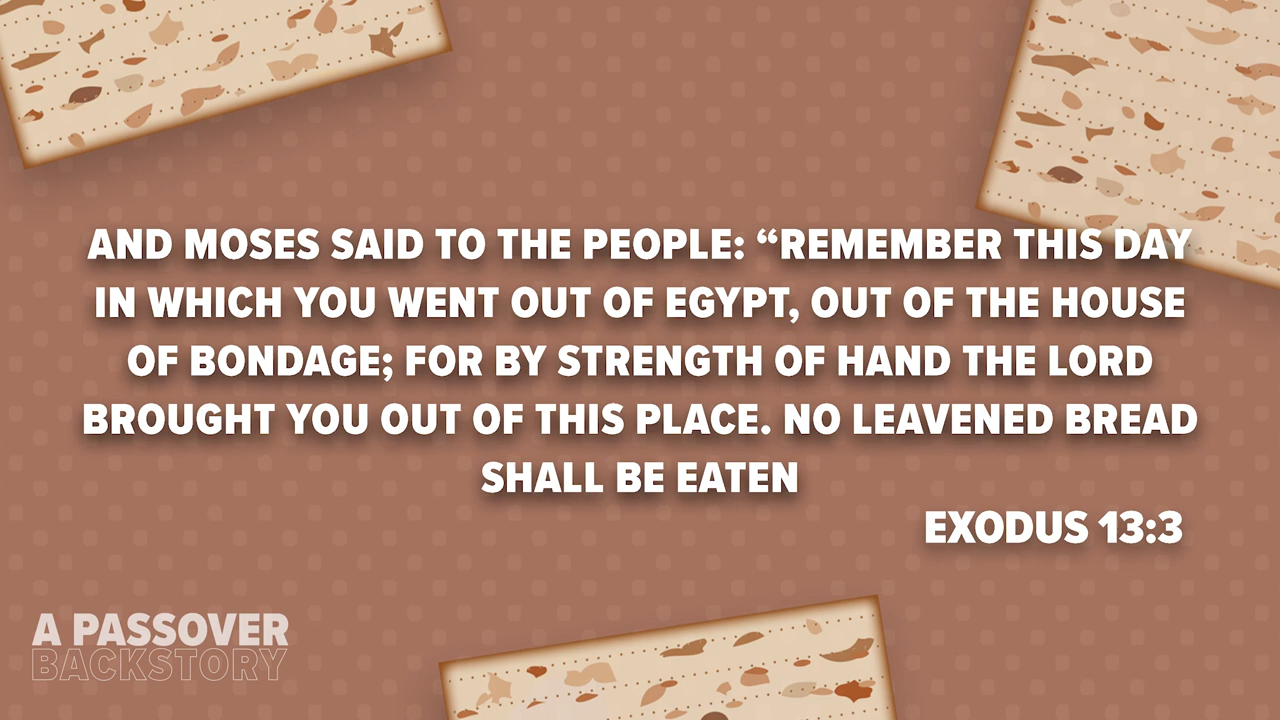 AND MOSES SAID TO THE PEOPLE: “REMEMBER THIS DAY
IN WHICH YOU WENT OUT OF EGYPT, OUT OF THE HOUSE
OF BONDAGE; FOR BY STRENGTH OF HAND THE LORD
BROUGHT YOU OUT OF THIS PLACE. NO LEAVENED BREAD
SHALL BE EATEN
EXODUS 13:3
A PASSOVER
BACKSTORY